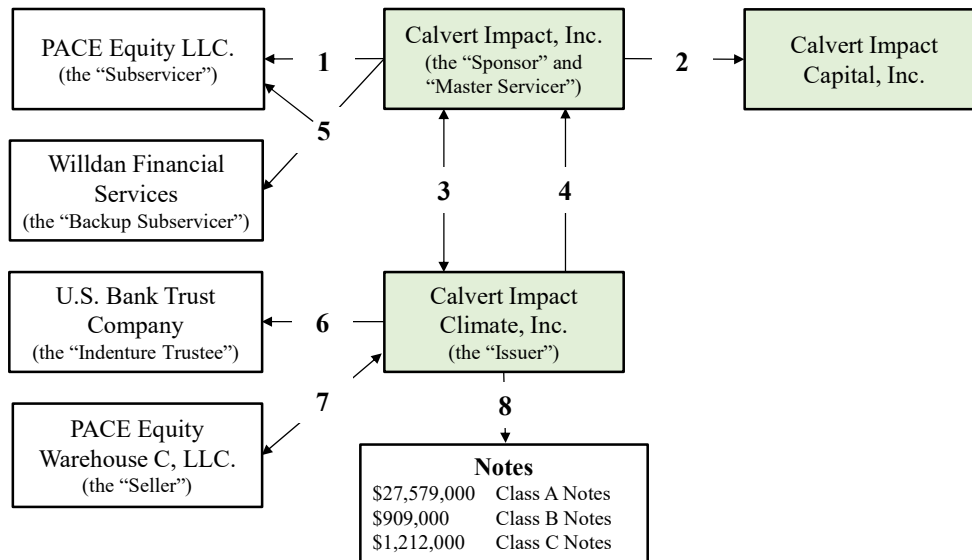 PACE Equity LLC.
(the “Subservicer”)
1
Calvert Impact, Inc.
(the “Sponsor” and
“Master Servicer”)
2
Calvert Impact
Capital, Inc.
5
Willdan Financial
Services
(the “Backup Subservicer”)
3
4
U.S. Bank Trust
Company
(the “Indenture Trustee”)
6
Calvert Impact
Climate, Inc.
(the “Issuer”)
7
8
PACE Equity
Warehouse C, LLC.
(the “Seller”)
Notes
$27,579,000 Class A Notes
$909,000 Class B Notes
$1,212,000 Class C Notes